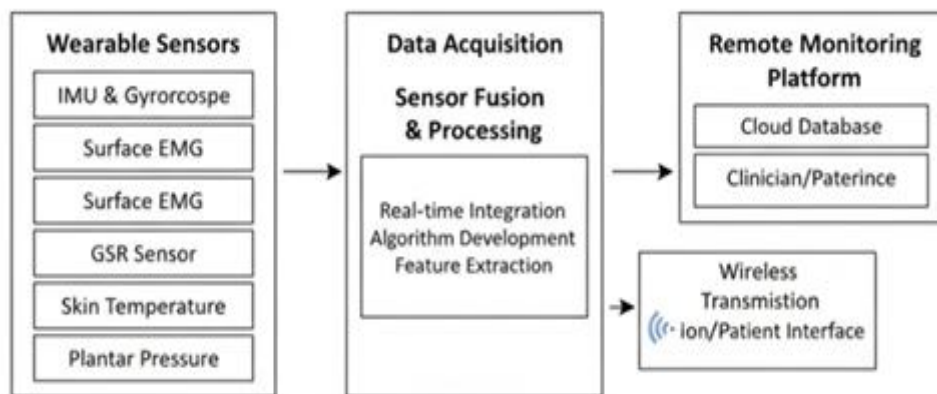 Wearable Sensors
IMU & Gyrorcospe
Surface EMG
Surface EMG
GSR Sensor
Skin Temperature
Plantar Pressure
Data Acquisition
Sensor Fusion
& Processing
Real-time Integration
Algorithm Development
Feature Extraction
Remote Monitoring
Platform
Cloud Database
Clinician/Paterince
Wireless
Transmistion
ion/Patient Interface